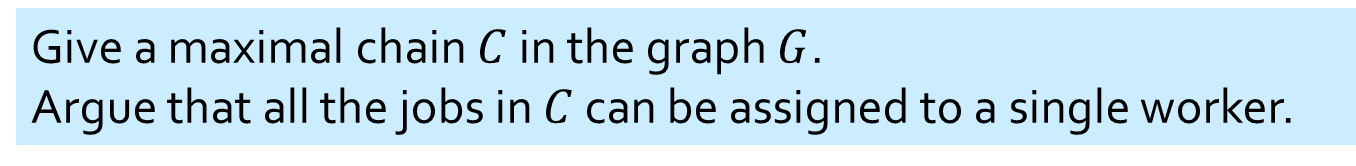 Give a maximal chain 𝐶 in the graph 𝐺.
Argue that all the jobs in 𝐶 can be assigned to a single worker.